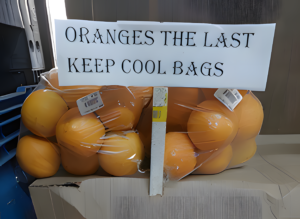 ORANGES THE LAST
KEEP COOL BAGS